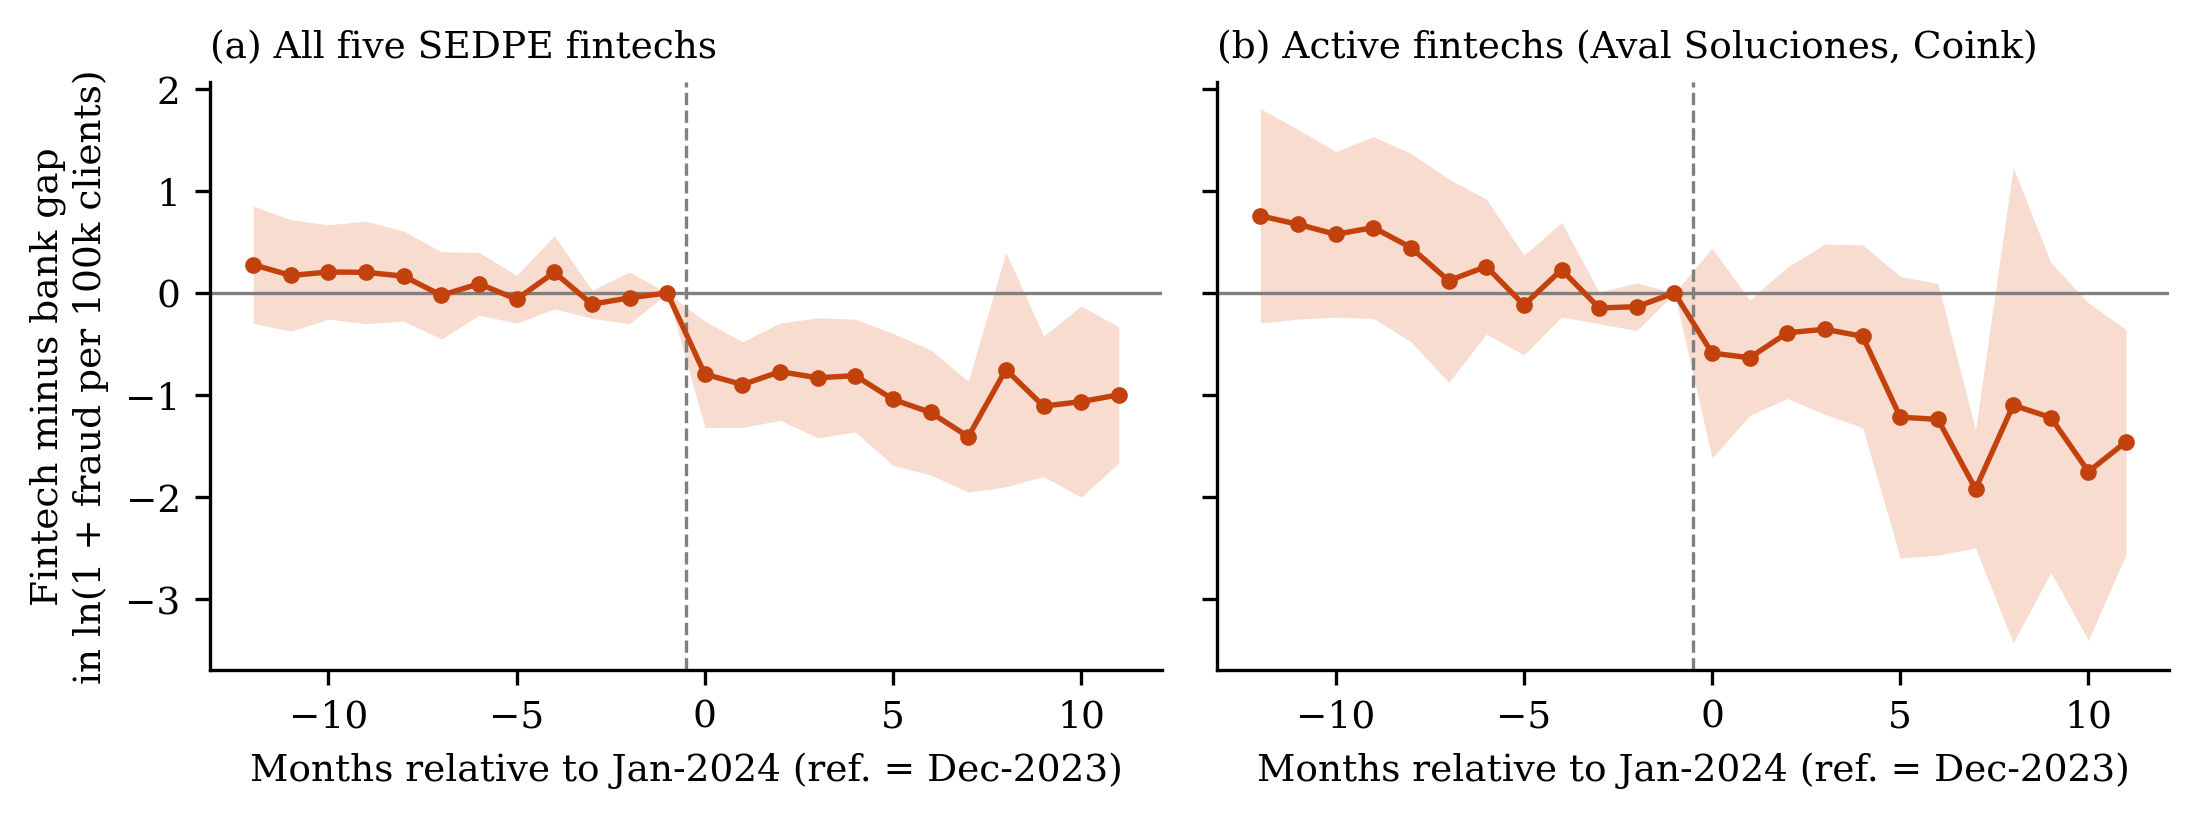 (a) All five SEDPE fintechs
(b) Active fintechs (Aval Soluciones, Coink)
Fintech minus bank gap
in ln(1 + fraud per 100k clients)
2
1
0
−1
−2
−3
−10
−5
0
5
10
−10
−5
0
5
10
Months relative to Jan-2024 (ref. = Dec-2023)
Months relative to Jan-2024 (ref. = Dec-2023)